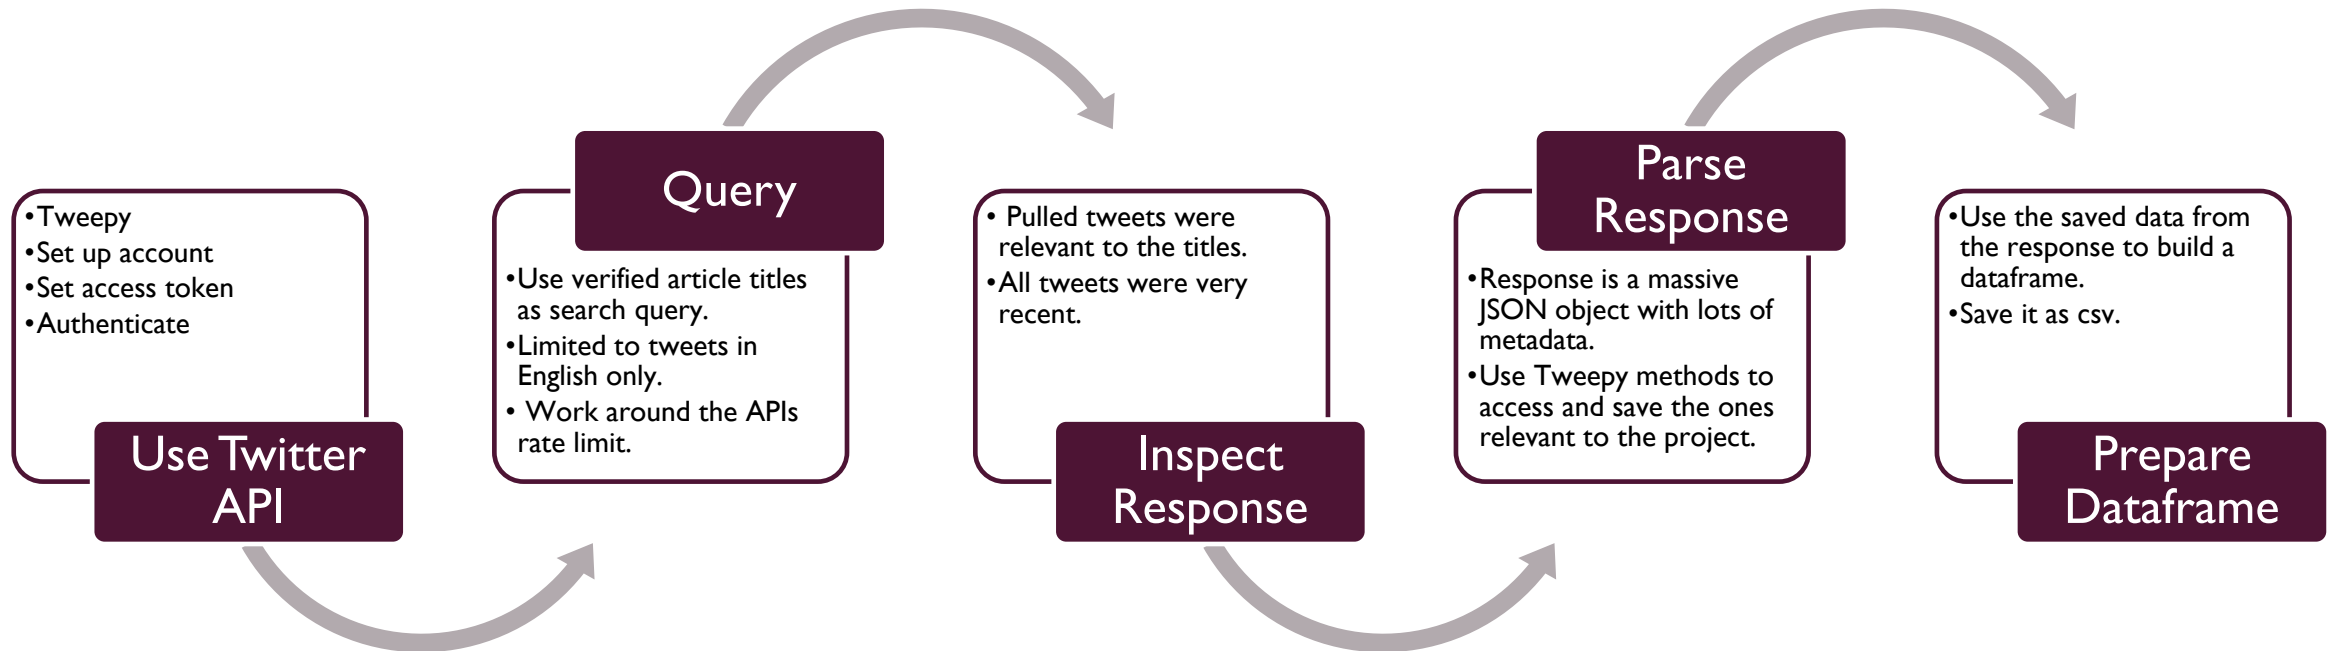 •Tweepy
•Set up account
•Set access token
•Authenticate
Use Twitter
API
Query
•Use verified article titles
as search query.
•Limited to tweets in
English only.
• Work around the APIs
rate limit.
• Pulled tweets were
relevant to the titles.
•All tweets were very
recent.
Inspect
Response
Parse
Response
•Response is a massive
JSON object with lots of
metadata.
•Use Tweepy methods to
access and save the ones
relevant to the project.
•Use the saved data from
the response to build a
dataframe.
•Save it as csv.
Prepare
Dataframe